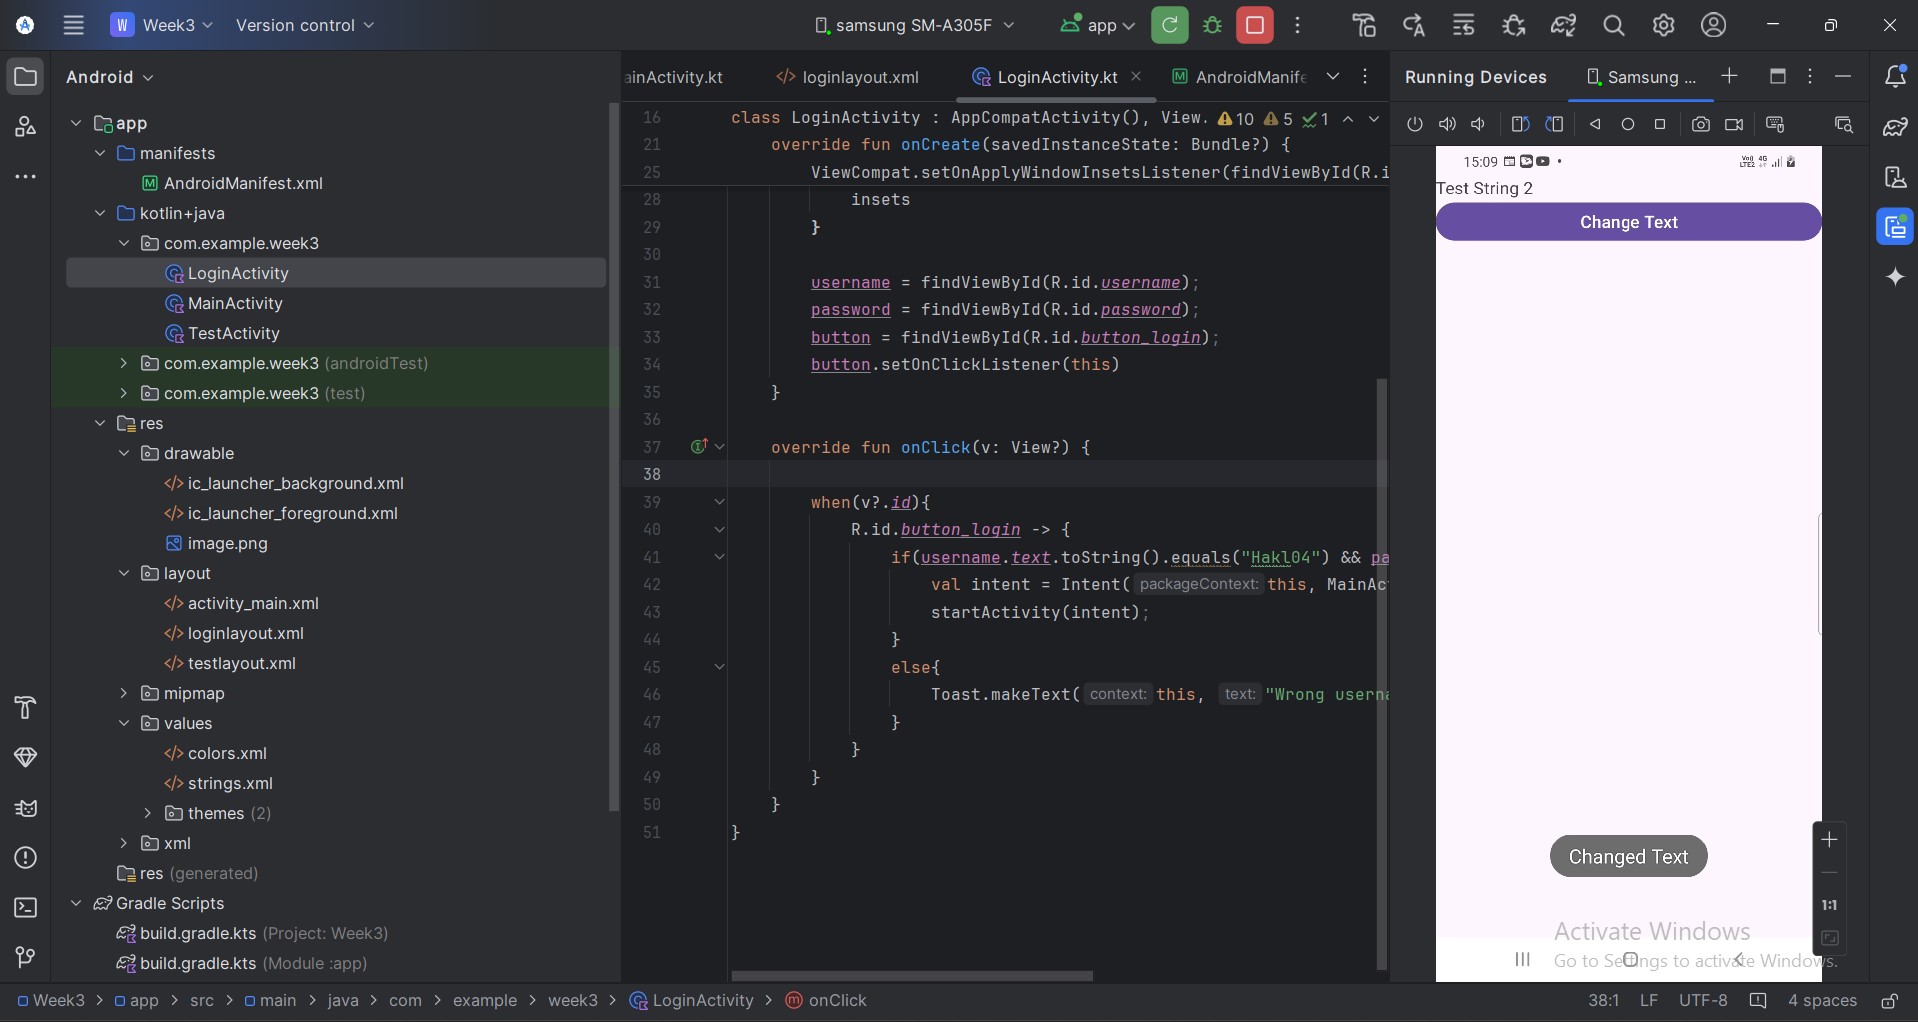 W Week3 Version control samsung SM-A305F app
Android
app
manifests
AndroidManifest.xml
kotlin+java
com.example.week3
LoginActivity
MainActivity
TestActivity
com.example.week3 (androidTest)
com.example.week3 (test)
res
drawable
ic_launcher_background.xml
ic_launcher_foreground.xml
image.png
layout
activity_main.xml
loginlayout.xml
testlayout.xml
mipmap
values
colors.xml
strings.xml
themes (2)
xml
res (generated)
Gradle Scripts
build.gradle.kts (Project: Week3)
build.gradle.kts (Module :app)
ainActivity.kt loginlayout.xml LoginActivity.kt AndroidManife
16 class LoginActivity : AppCompatActivity(), View. 10 5 1
21 override fun onCreate(savedInstanceState: Bundle?) {
25 ViewCompat.setOnApplyWindowInsetsListener(findViewById(R.i
28 insets
29 }
30
31 username = findViewById(R.id.username);
32 password = findViewById(R.id.password);
33 button = findViewById(R.id.button_login);
34 button.setOnClickListener(this)
35 }
36
37 override fun onClick(v: View?) {
38
39 when(v?.id){
40 R.id.button_login -> {
41 if(username.text.toString().equals("Hakl04") && pa
42 val intent = Intent( packageContext: this, MainAc
43 startActivity(intent);
44 }
45 else{
46 Toast.makeText( context: this, text: "Wrong userna
47 }
48 }
49 }
50 }
51 }
Running Devices Samsung ...
15:09 Vo)) LTE2 4G
Test String 2
Change Text
Changed Text
1:1
Activate Windows
Go to Settings to activate Windows.
Week3 > app > src > main > java > com > example > week3 > LoginActivity > onClick 38:1 LF UTF-8 4 spaces